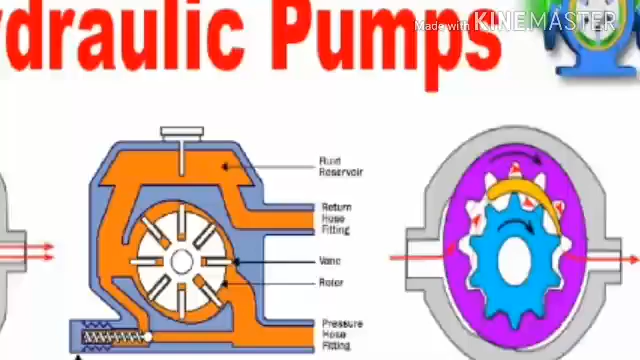 Made with KINEMASTER
ydraulic Pumps
Fluid
Reservoir
Return
Hose
Fitting
Vane
Rotor
Pressure
Hose
Fitting